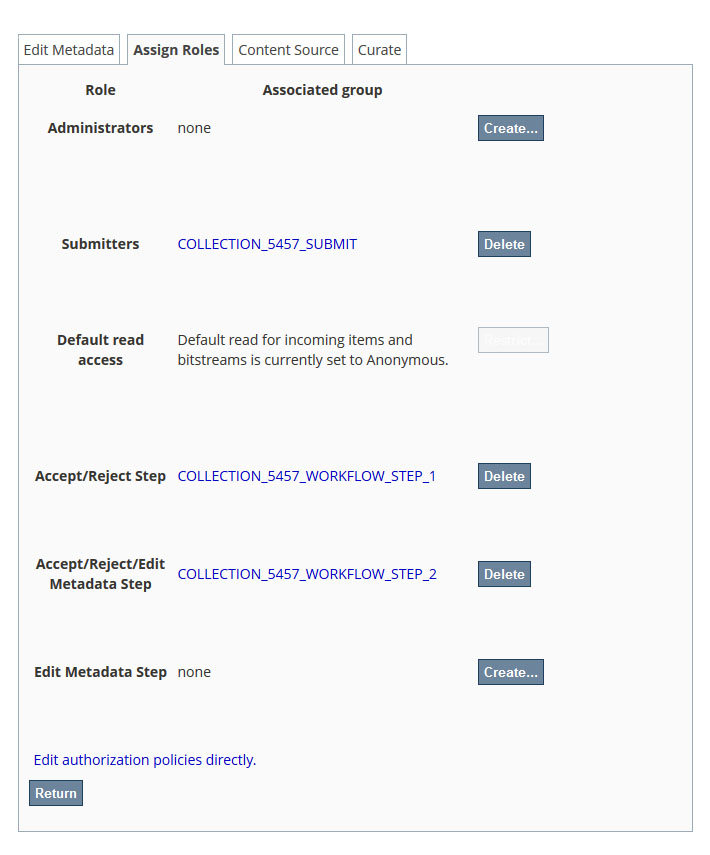 Edit Metadata Assign Roles Content Source Curate
Role Associated group
Administrators none Create...
Submitters COLLECTION_5457_SUBMIT Delete
Default read Default read for incoming items and Restrict...
access bitstreams is currently set to Anonymous.
Accept/Reject Step COLLECTION_5457_WORKFLOW_STEP_1 Delete
Accept/Reject/Edit
Metadata Step COLLECTION_5457_WORKFLOW_STEP_2 Delete
Edit Metadata Step none Create...
Edit authorization policies directly.
Return